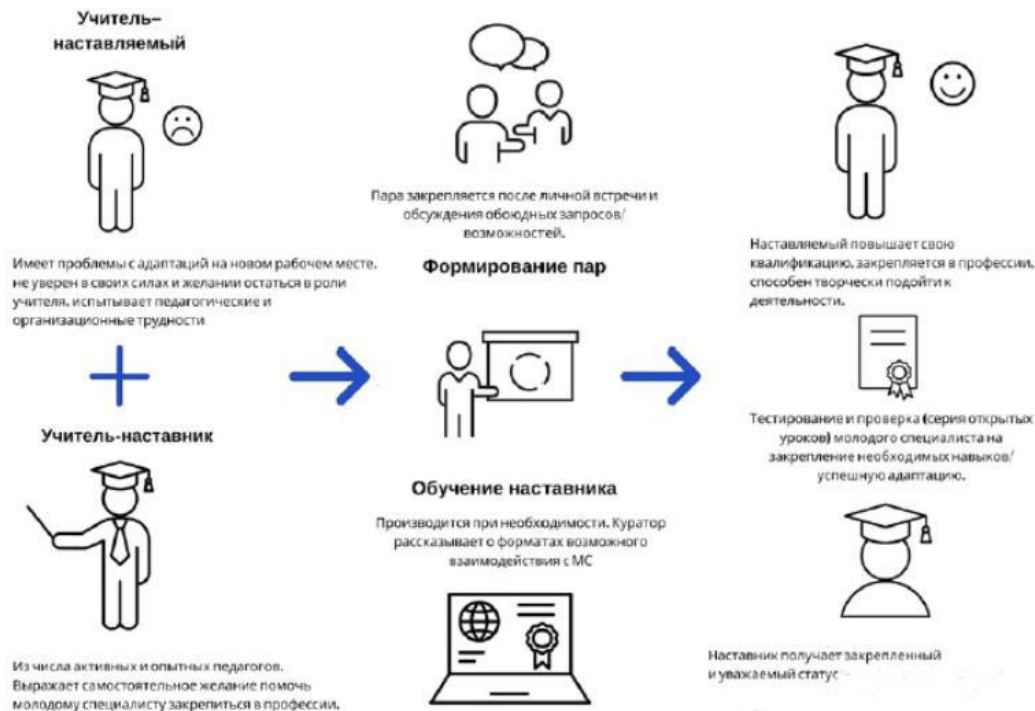 Учитель–
наставляемый
Имеет проблемы с адаптаций на новом рабочем месте,
не уверен в своих силах и желании остаться в роли
учителя, испытывает педагогические и
организационные трудности
Учитель-наставник
Из числа активных и опытных педагогов.
Выражает самостоятельное желание помочь
молодому специалисту закрепиться в профессии.
Пара закрепляется после личной встречи и
обсуждения обоюдных запросов/
возможностей.
Формирование пар
Обучение наставника
Производится при необходимости. Куратор
рассказывает о форматах возможного
взаимодействия с МС
Наставляемый повышает свою
квалификацию, закрепляется в профессии,
способен творчески подойти к
деятельности.
Тестирование и проверка (серия открытых
уроков) молодого специалиста на
закрепление необходимых навыков/
успешную адаптацию.
Наставник получает закрепленный
и уважаемый статус